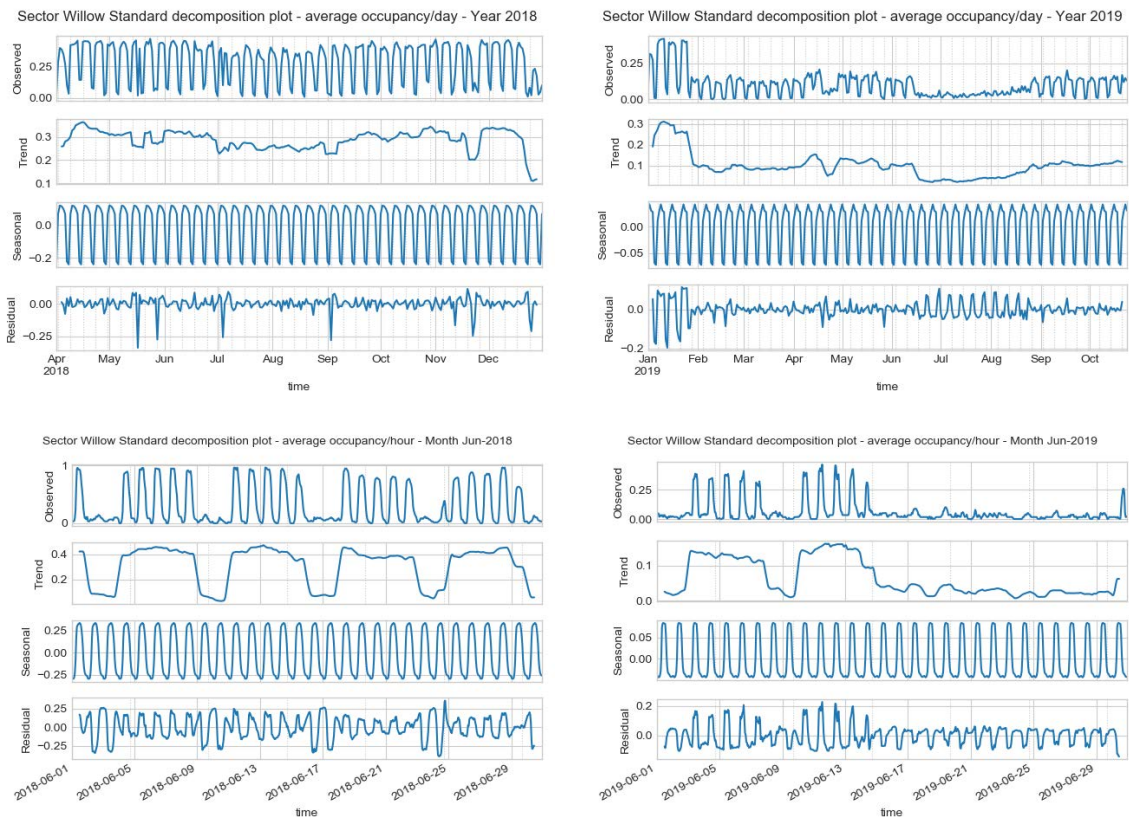 Sector Willow Standard decomposition plot - average occupancy/day - Year 2018
Observed
0.25
0.00
Trend
0.3
0.2
0.1
Seasonal
0.0
−0.2
Residual
0.00
−0.25
Apr May Jun Jul Aug Sep Oct Nov Dec
2018
time
Sector Willow Standard decomposition plot - average occupancy/day - Year 2019
Observed
0.25
0.00
Trend
0.3
0.2
0.1
Seasonal
0.00
−0.05
Residual
0.0
−0.2
Jan Feb Mar Apr May Jun Jul Aug Sep Oct
2019
time
Sector Willow Standard decomposition plot - average occupancy/hour - Month Jun-2018
Observed
1
0
Trend
0.4
0.2
Seasonal
0.25
0.00
−0.25
Residual
0.25
0.00
−0.25
2018-06-01 2018-06-05 2018-06-09 2018-06-13 2018-06-17 2018-06-21 2018-06-25 2018-06-29
time
Sector Willow Standard decomposition plot - average occupancy/hour - Month Jun-2019
Observed
0.25
0.00
Trend
0.1
0.0
Seasonal
0.05
0.00
Residual
0.2
0.0
2019-06-01 2019-06-05 2019-06-09 2019-06-13 2019-06-17 2019-06-21 2019-06-25 2019-06-29
time